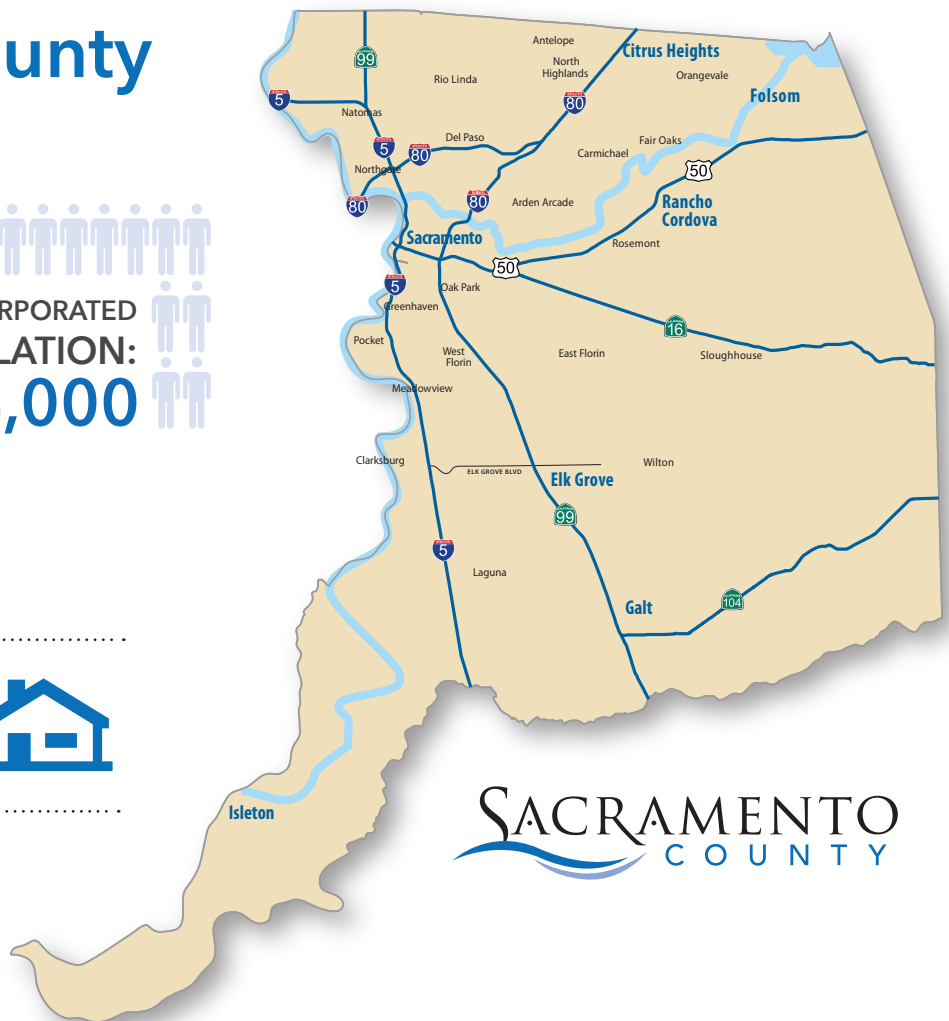 ounty
RPORATED
LATION:
,000
Antelope
Citrus Heights
99
North
Highlands
Rio Linda
Orangevale
5
80
Folsom
Natomas
5
80
Del Paso
Fair Oaks
Carmichael
Northgate
50
80
80
Arden Arcade
Rancho
Cordova
Sacramento
Rosemont
50
5
Oak Park
Greenhaven
16
Pocket
West
Florin
East Florin
Sloughhouse
Meadowview
Clarksburg
ELK GROVE BLVD
Wilton
Elk Grove
99
5
Laguna
104
Galt
Isleton
SACRAMENTO
COUNTY